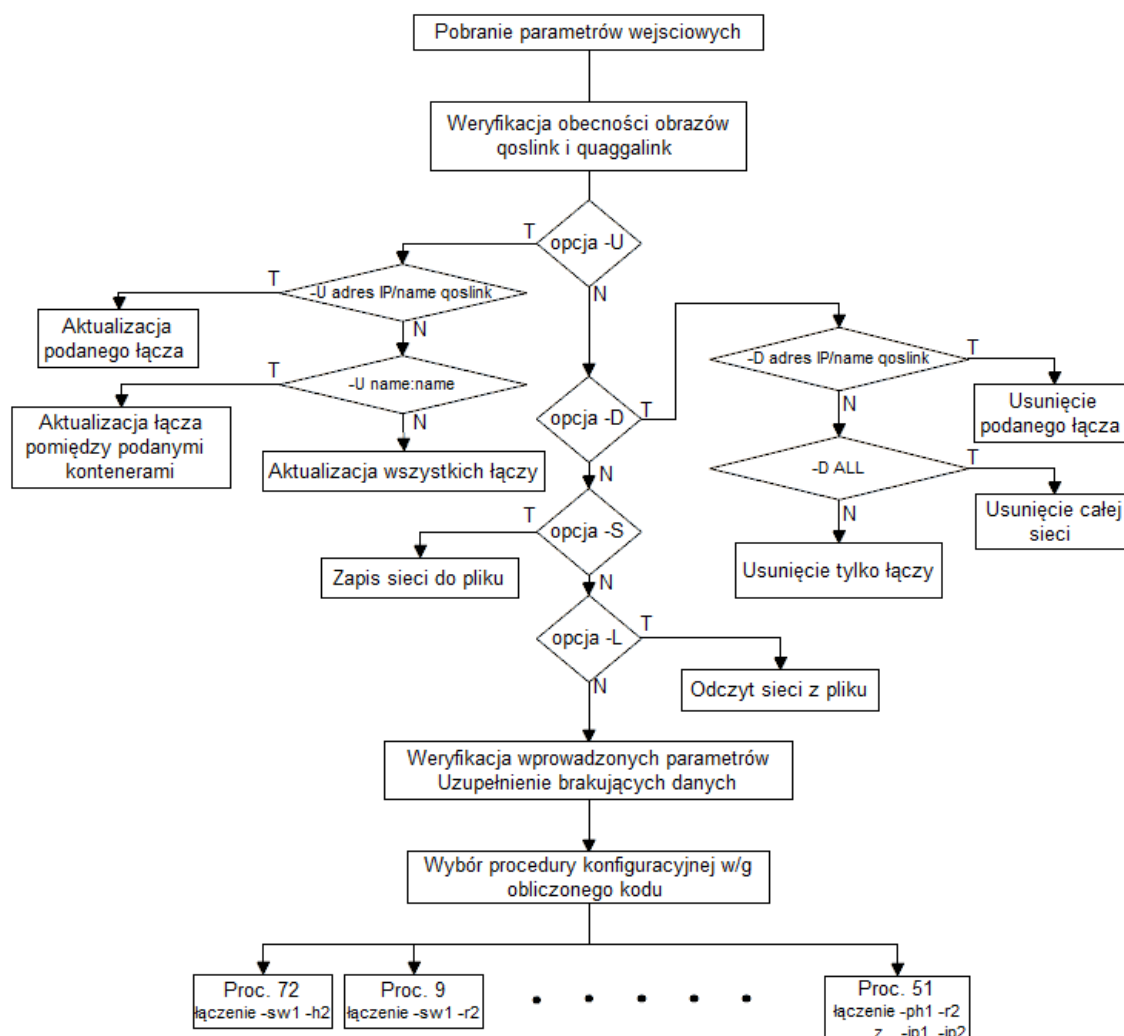 Pobranie parametrów wejsciowych
Weryfikacja obecności obrazów
qoslink i quaggalink
opcja -U
T
N
-U adres IP/name qoslink
T
N
Aktualizacja
podanego łącza
-U name:name
T
N
Aktualizacja łącza
pomiędzy podanymi
kontenerami
Aktualizacja wszystkich łączy
opcja -D
T
N
-D adres IP/name qoslink
T
N
Usunięcie
podanego łącza
-D ALL
T
N
Usunięcie całej
sieci
Usunięcie tylko łączy
opcja -S
T
N
Zapis sieci do pliku
opcja -L
T
N
Odczyt sieci z pliku
Weryfikacja wprowadzonych parametrów
Uzupełnienie brakujących danych
Wybór procedury konfiguracyjnej w/g
obliczonego kodu
Proc. 72
łączenie -sw1 -h2
Proc. 9
łączenie -sw1 -r2
Proc. 51
łączenie -ph1 -r2
z -ip1 -ip2